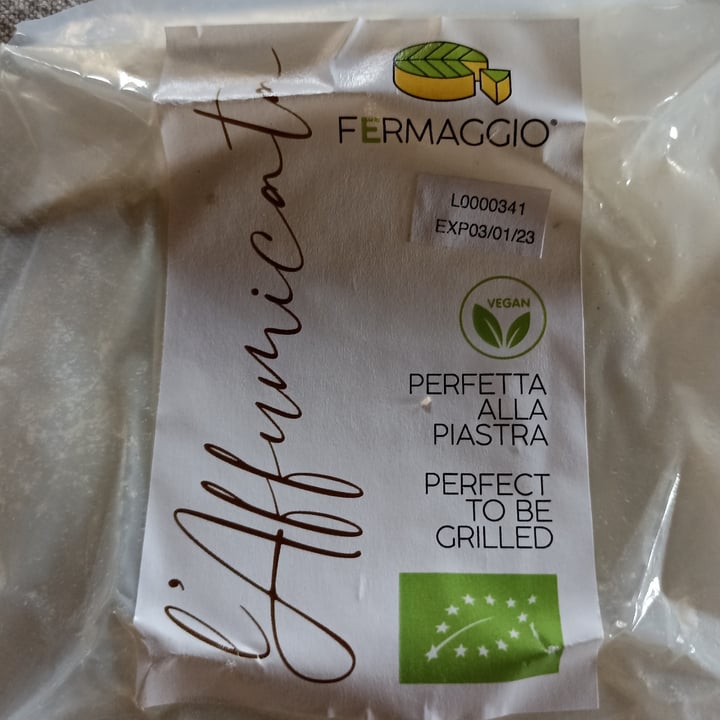 l'Affumicata
FERMAGGIO®
L0000341
EXP03/01/23
VEGAN
PERFETTA
ALLA
PIASTRA
PERFECT
TO BE
GRILLED